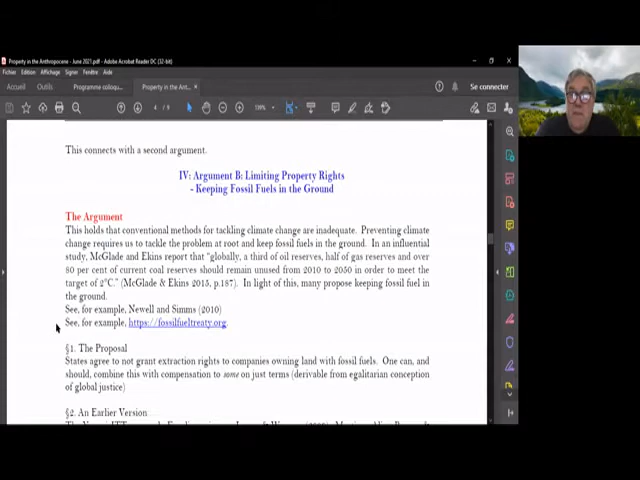 Property in the Anthropocene - June 2021.pdf - Adobe Acrobat Reader DC (32-bit)
Fichier Edition Affichage Signer Fenêtre Aide
Accueil Outils Programme colloqu... Property in the Ant... × Se connecter
4 / 9 139%
This connects with a second argument.
IV: Argument B: Limiting Property Rights
- Keeping Fossil Fuels in the Ground
The Argument
This holds that conventional methods for tackling climate change are inadequate. Preventing climate
change requires us to tackle the problem at root and keep fossil fuels in the ground. In an influential
study, McGlade and Ekins report that "globally, a third of oil reserves, half of gas reserves and over
80 per cent of current coal reserves should remain unused from 2010 to 2050 in order to meet the
target of 2°C." (McGlade & Ekins 2015, p.187). In light of this, many propose keeping fossil fuel in
the ground.
See, for example, Newell and Simms (2010)
See, for example, https://fossilfueltreaty.org.
§1. The Proposal
States agree to not grant extraction rights to companies owning land with fossil fuels. One can, and
should, combine this with compensation to some on just terms (derivable from egalitarian conception
of global justice)
§2. An Earlier Version